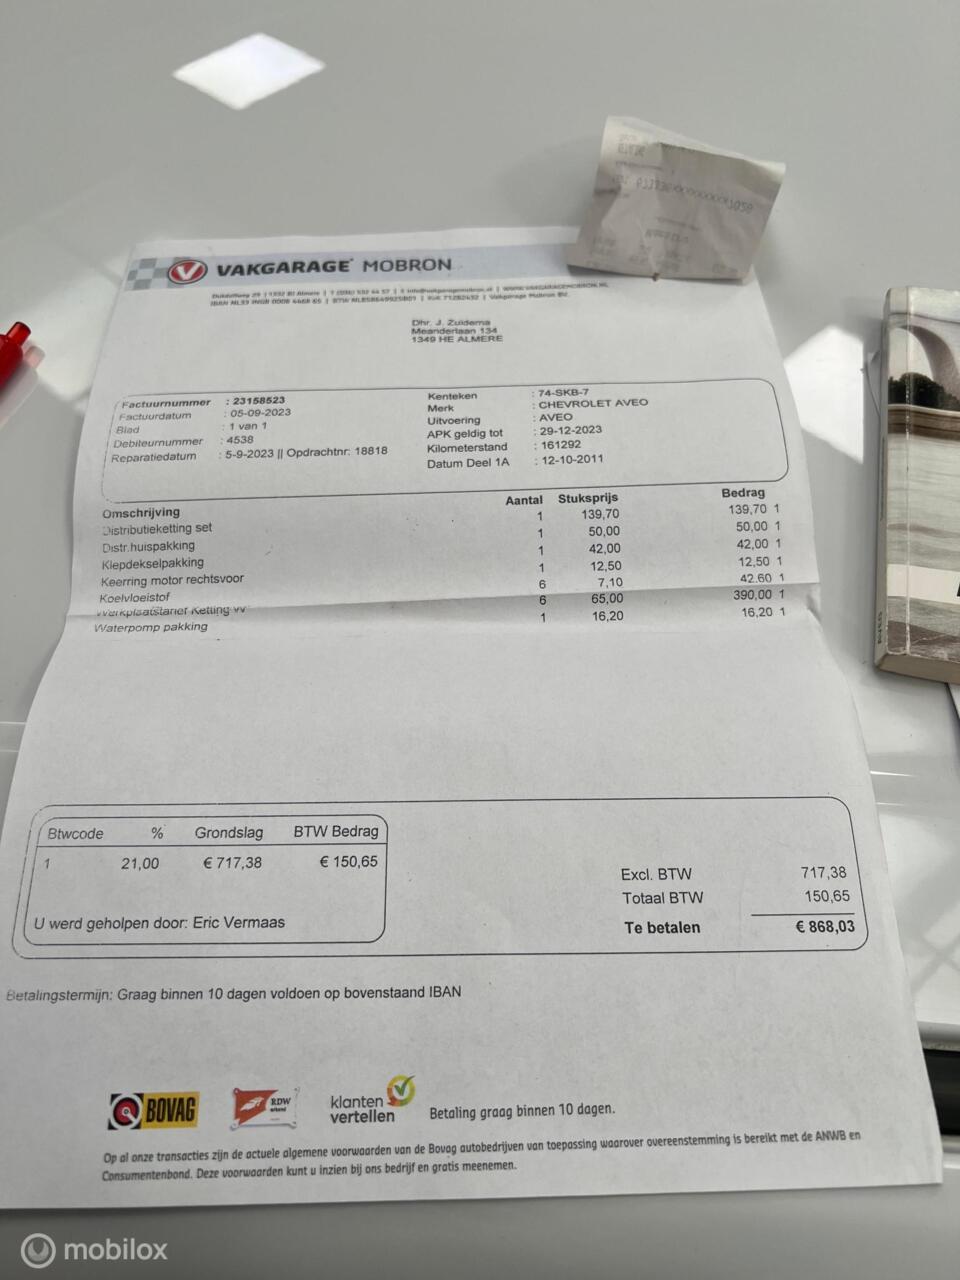 VAKGARAGE MOBRON
Dhr. J. Zuidema
Meanderlaan 134
1349 HE ALMERE
Factuurnummer : 23158523
Factuurdatum : 05-09-2023
Blad : 1 van 1
Debiteurnummer : 4538
Reparatiedatum : 5-9-2023 || Opdrachtnr: 18818
Kenteken : 74-SKB-7
Merk : CHEVROLET AVEO
Uitvoering : AVEO
APK geldig tot : 29-12-2023
Kilometerstand : 161292
Datum Deel 1A : 12-10-2011
Omschrijving Aantal Stuksprijs Bedrag
Distributieketting set 1 139,70 139,70 1
Distr.huispakking 1 50,00 50,00 1
Klepdekselpakking 1 42,00 42,00 1
Keerring motor rechtsvoor 1 12,50 12,50 1
Koelvloeistof 6 7,10 42,60 1
Werkplaatstarief Ketting VV 6 65,00 390,00 1
Waterpomp pakking 1 16,20 16,20 1
Btwcode % Grondslag BTW Bedrag
1 21,00 € 717,38 € 150,65
U werd geholpen door: Eric Vermaas
Excl. BTW 717,38
Totaal BTW 150,65
Te betalen € 868,03
Betalingstermijn: Graag binnen 10 dagen voldoen op bovenstaand IBAN
BOVAG
RDW
klanten
vertellen
Betaling graag binnen 10 dagen.
Op al onze transacties zijn de actuele algemene voorwaarden van de Bovag autobedrijven van toepassing waarover overeenstemming is bereikt met de ANWB en
Consumentenbond. Deze voorwaarden kunt u inzien bij ons bedrijf en gratis meenemen.
mobilox